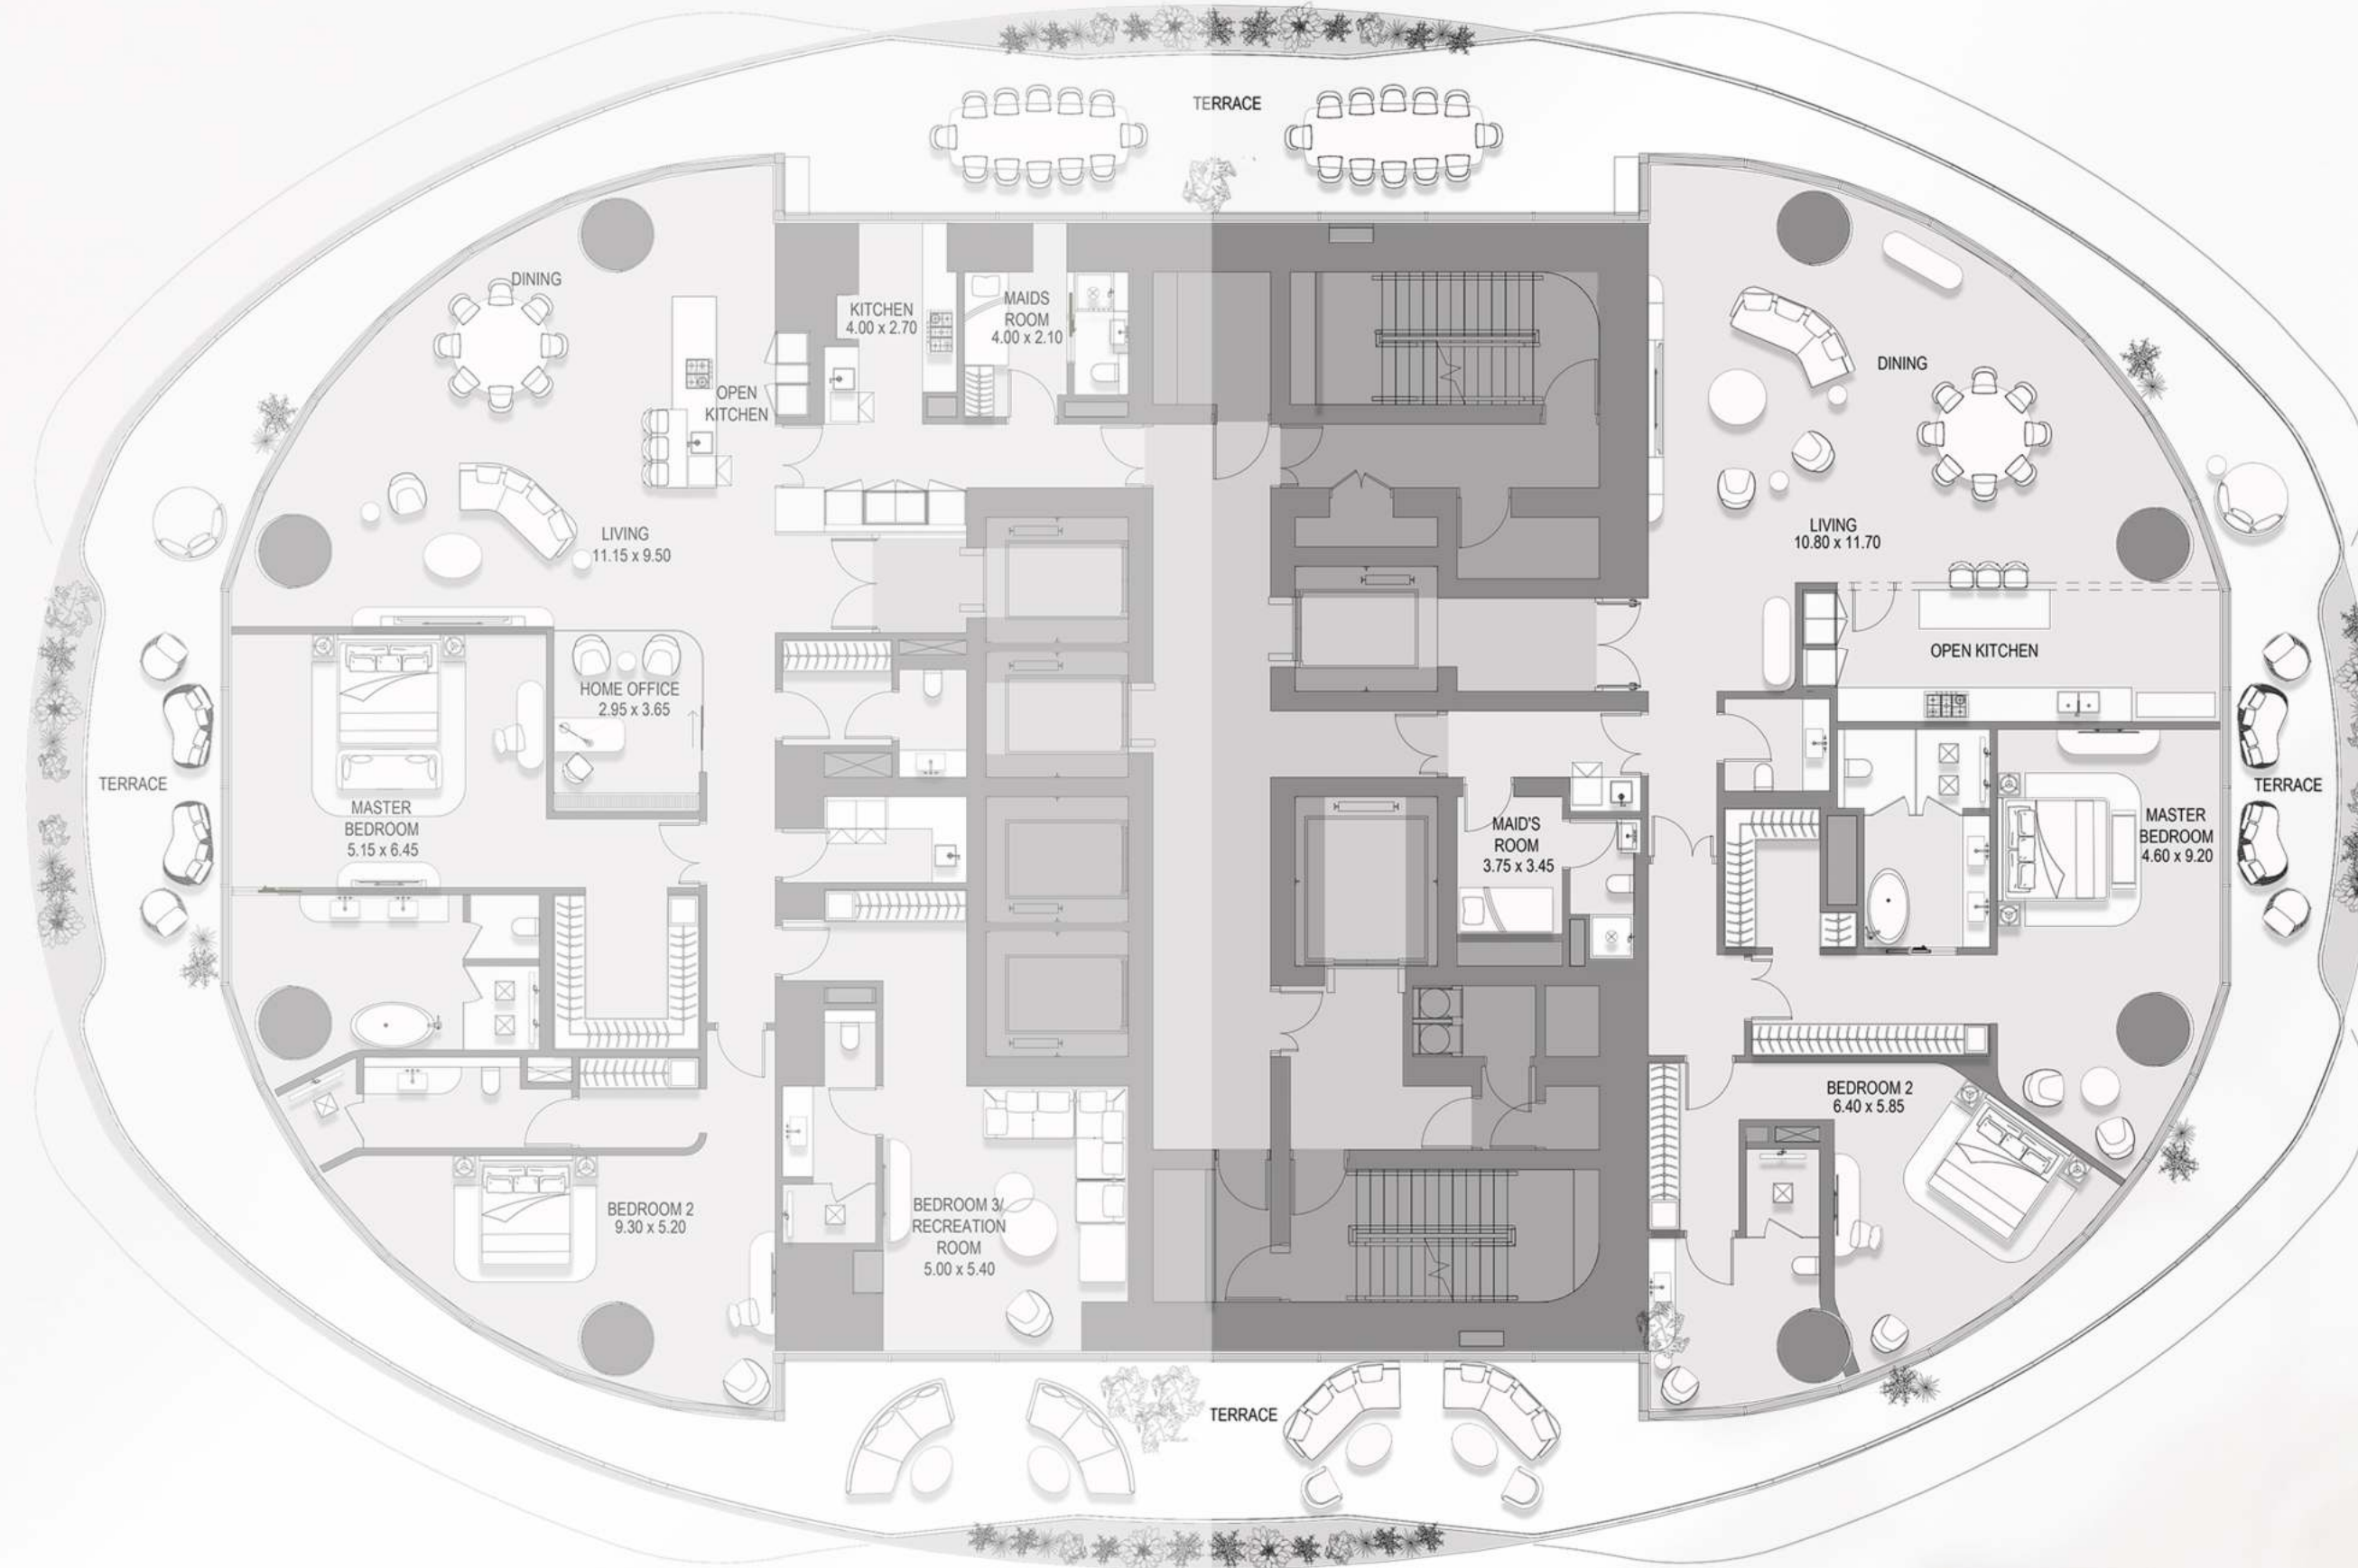 TERRACE
DINING
KITCHEN
4.00 x 2.70
MAIDS
ROOM
4.00 x 2.10
OPEN
KITCHEN
LIVING
11.15 x 9.50
HOME OFFICE
2.95 x 3.65
TERRACE
MASTER
BEDROOM
5.15 x 6.45
BEDROOM 2
9.30 x 5.20
BEDROOM 3/
RECREATION
ROOM
5.00 x 5.40
DINING
LIVING
10.80 x 11.70
OPEN KITCHEN
MAID'S
ROOM
3.75 x 3.45
MASTER
BEDROOM
4.60 x 9.20
TERRACE
BEDROOM 2
6.40 x 5.85
TERRACE